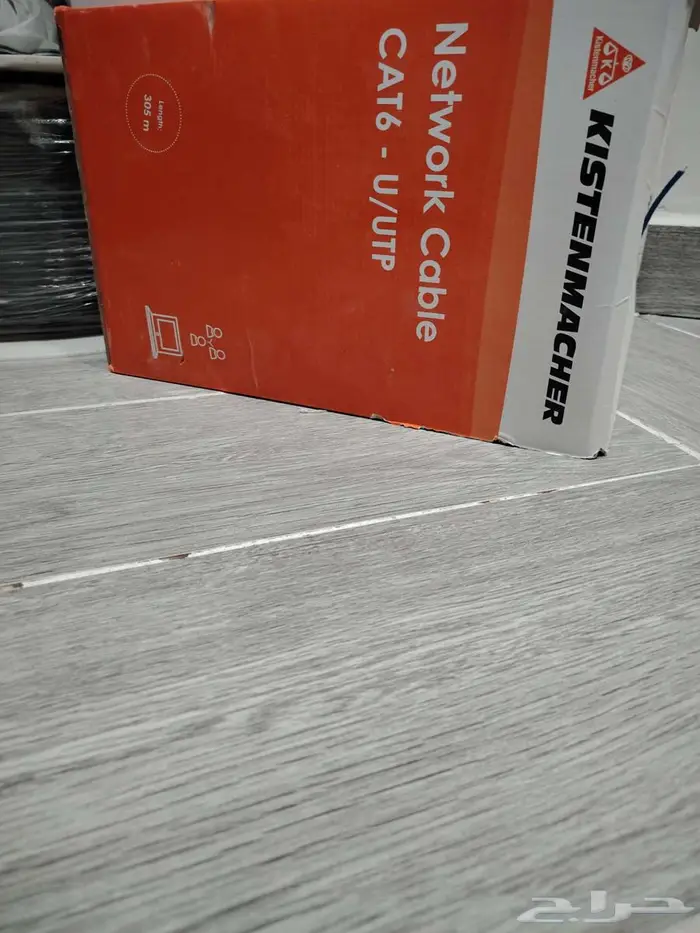 Kistenmacher
KISTENMACHER
Network Cable
CAT6 - U/UTP
Length:
305 m
حراج